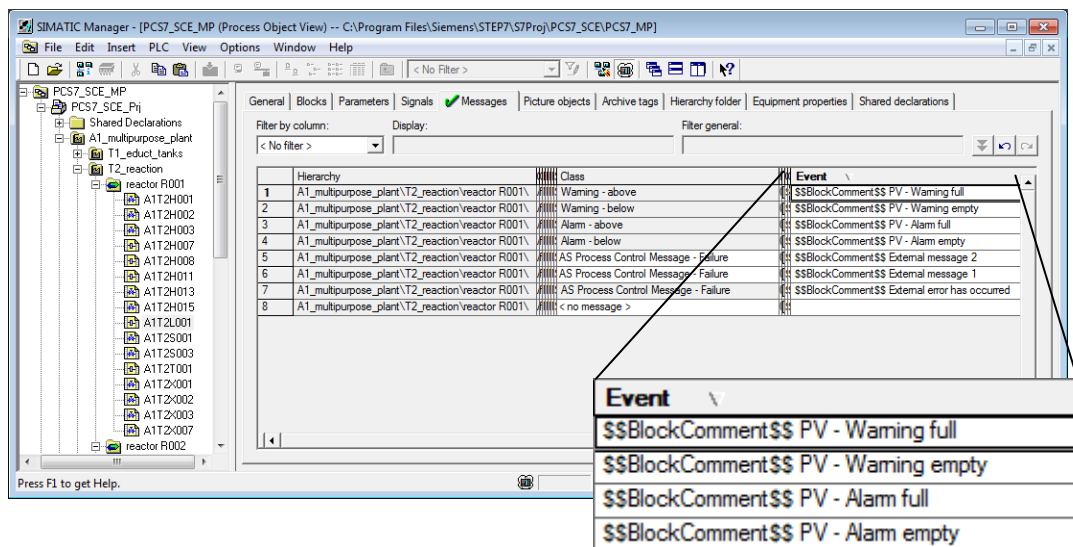 SIMATIC Manager - [PCS7_SCE_MP (Process Object View) -- C:\Program Files\Siemens\STEP7\S7Proj\PCS7_SCE\PCS7_MP]
File Edit Insert PLC View Options Window Help
< No Filter >
PCS7_SCE_MP
PCS7_SCE_Prj
Shared Declarations
A1_multipurpose_plant
T1_educt_tanks
T2_reaction
reactor R001
A1T2H001
A1T2H002
A1T2H003
A1T2H007
A1T2H008
A1T2H011
A1T2H013
A1T2H015
A1T2L001
A1T2S001
A1T2S003
A1T2T001
A1T2X001
A1T2X002
A1T2X003
A1T2X007
reactor R002
General Blocks Parameters Signals Messages Picture objects Archive tags Hierarchy folder Equipment properties Shared declarations
Filter by column: Display: Filter general:
< No filter >
Hierarchy Class Event
1 A1_multipurpose_plant\T2_reaction\reactor R001\ Warning - above $$BlockComment$$ PV - Warning full
2 A1_multipurpose_plant\T2_reaction\reactor R001\ Warning - below $$BlockComment$$ PV - Warning empty
3 A1_multipurpose_plant\T2_reaction\reactor R001\ Alarm - above $$BlockComment$$ PV - Alarm full
4 A1_multipurpose_plant\T2_reaction\reactor R001\ Alarm - below $$BlockComment$$ PV - Alarm empty
5 A1_multipurpose_plant\T2_reaction\reactor R001\ AS Process Control Message - Failure $$BlockComment$$ External message 2
6 A1_multipurpose_plant\T2_reaction\reactor R001\ AS Process Control Message - Failure $$BlockComment$$ External message 1
7 A1_multipurpose_plant\T2_reaction\reactor R001\ AS Process Control Message - Failure $$BlockComment$$ External error has occurred
8 A1_multipurpose_plant\T2_reaction\reactor R001\ < no message >
Event
$$BlockComment$$ PV - Warning full
$$BlockComment$$ PV - Warning empty
$$BlockComment$$ PV - Alarm full
$$BlockComment$$ PV - Alarm empty
Press F1 to get Help.